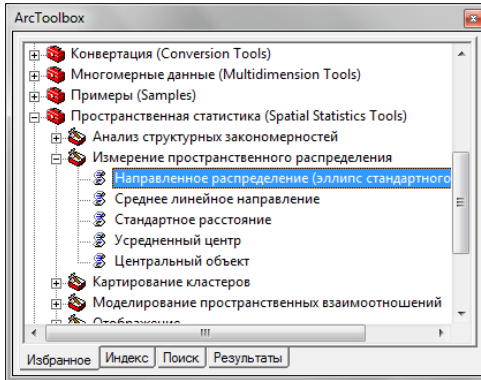 ArcToolbox
Конвертация (Conversion Tools)
Многомерные данные (Multidimension Tools)
Примеры (Samples)
Пространственная статистика (Spatial Statistics Tools)
Анализ структурных закономерностей
Измерение пространственного распределения
Направленное распределение (эллипс стандартного
Среднее линейное направление
Стандартное расстояние
Усредненный центр
Центральный объект
Картирование кластеров
Моделирование пространственных взаимоотношений
Отображение
Избранное Индекс Поиск Результаты